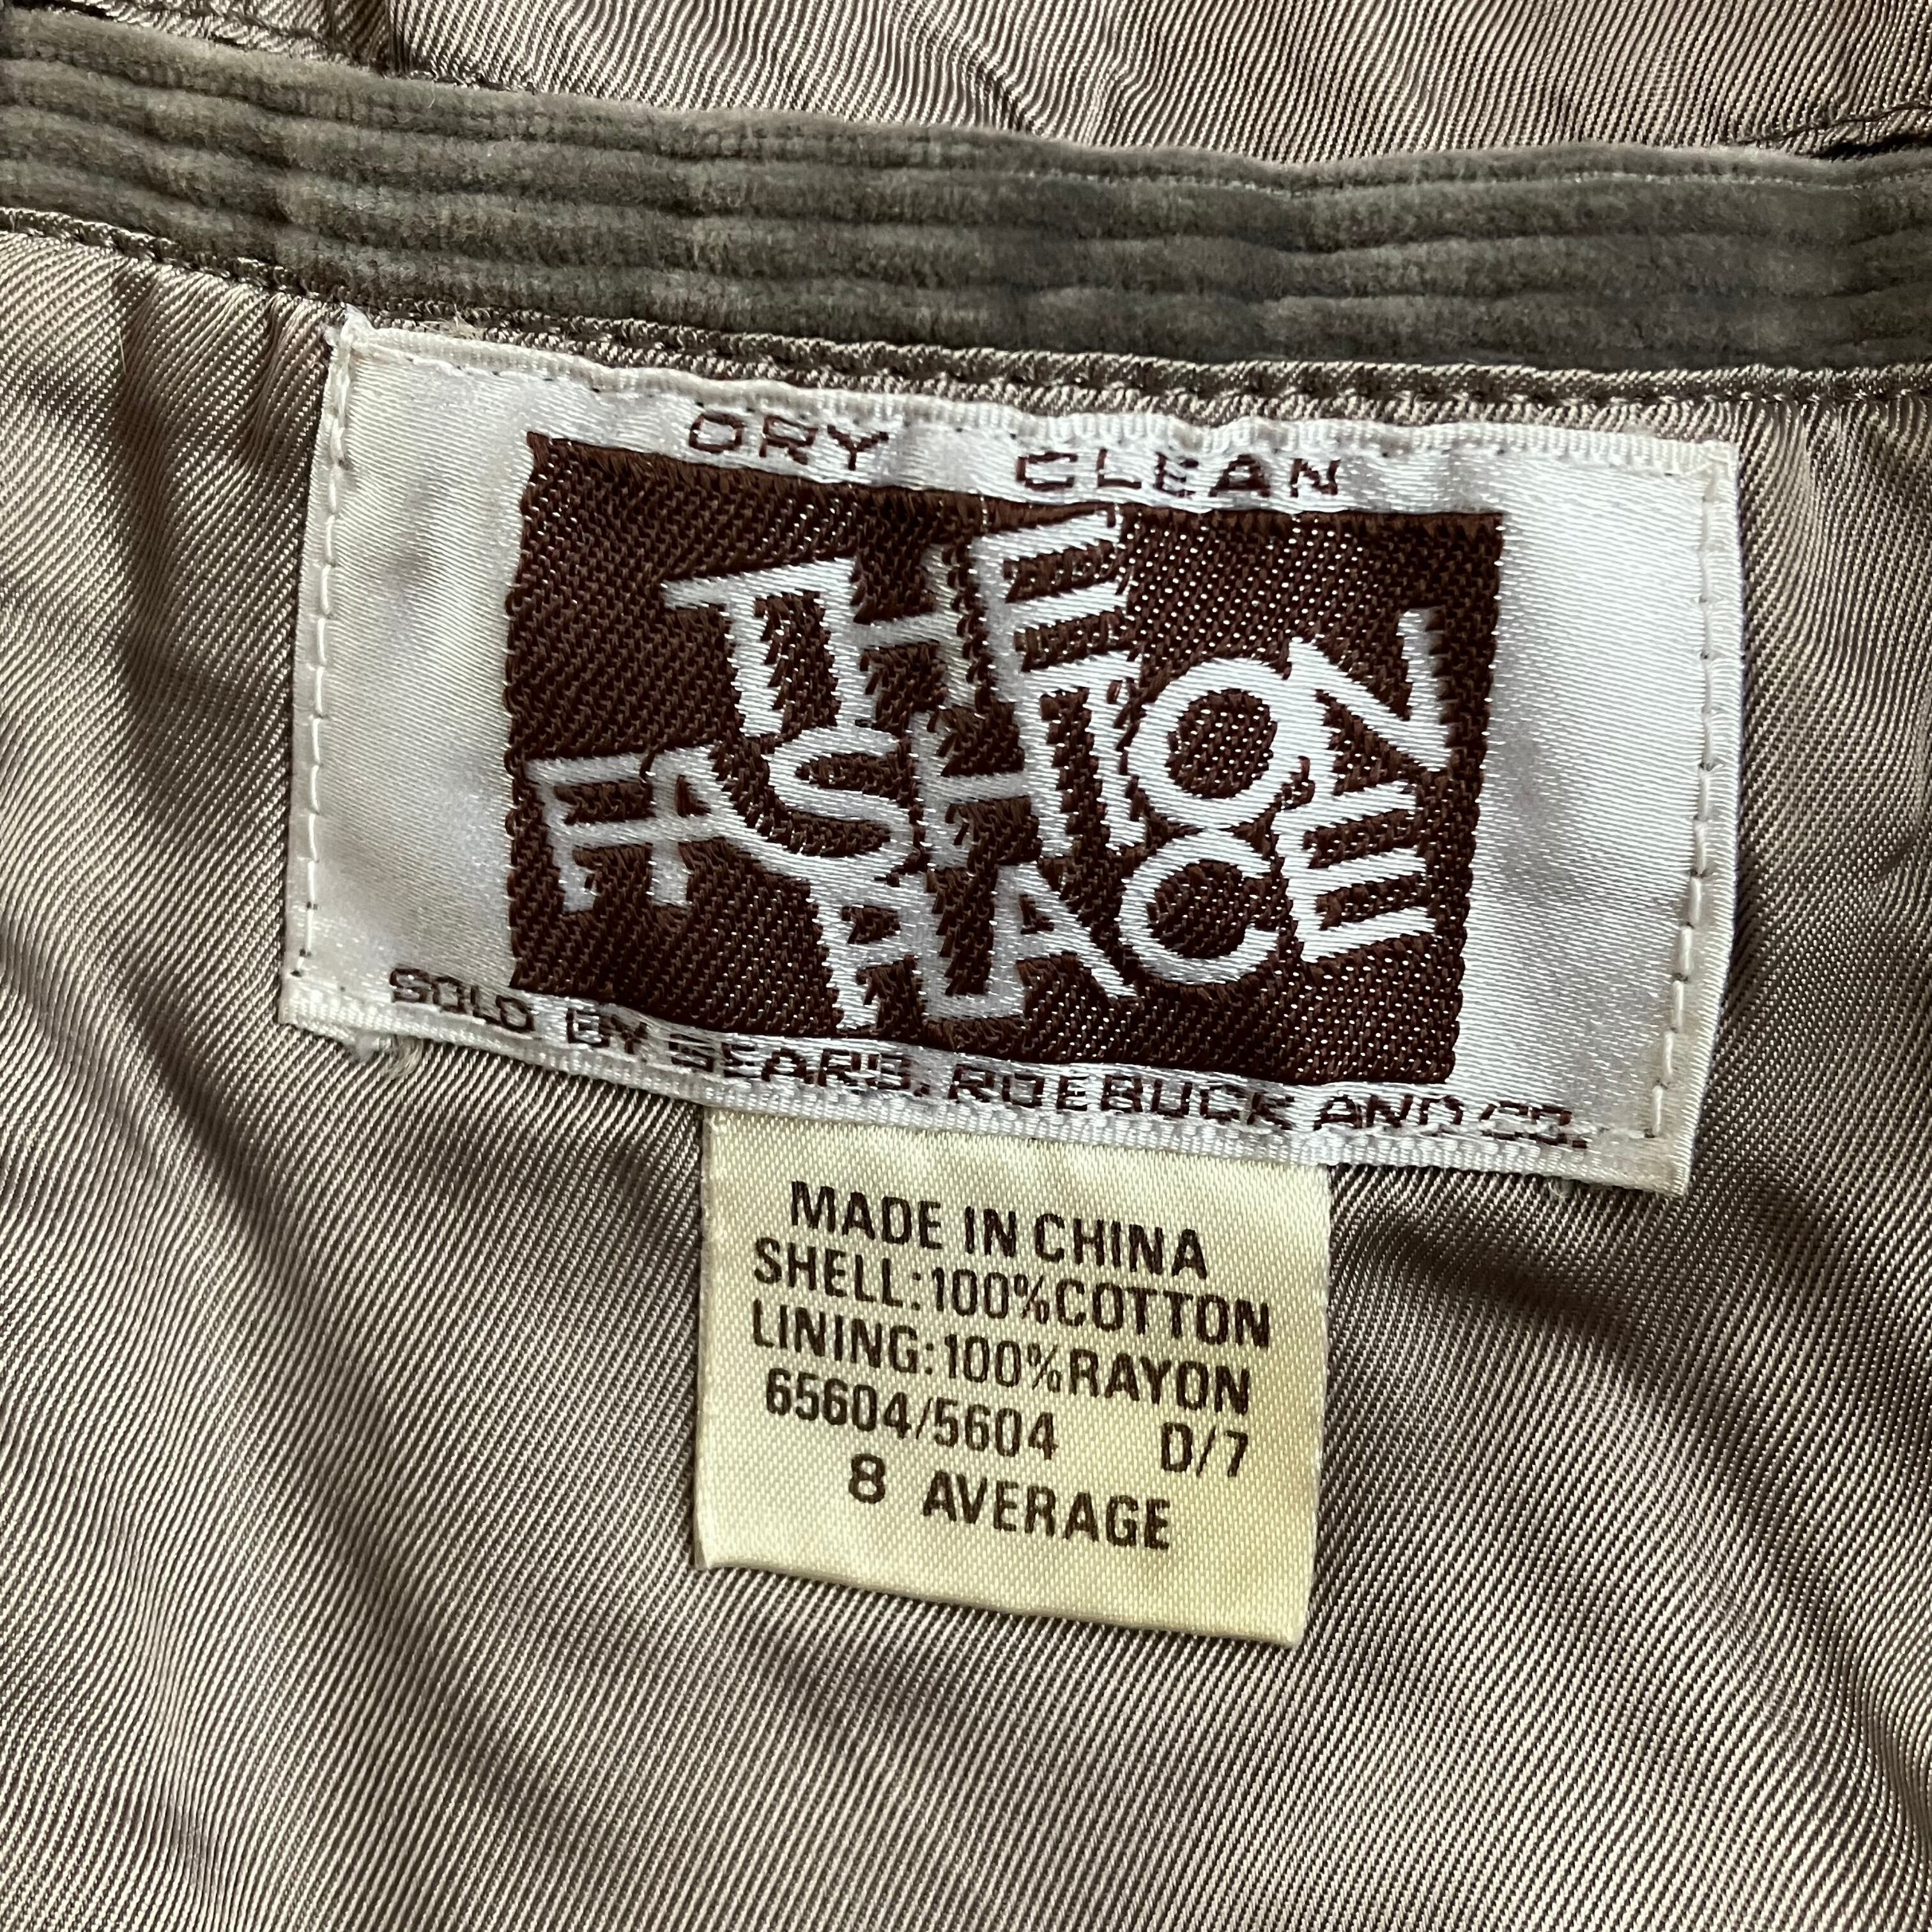 DRY CLEAN
THE
FASHION
PLACE
SOLD BY SEARS, ROEBUCK AND CO.
MADE IN CHINA
SHELL:100%COTTON
LINING:100%RAYON
65604/5604 D/7
8 AVERAGE